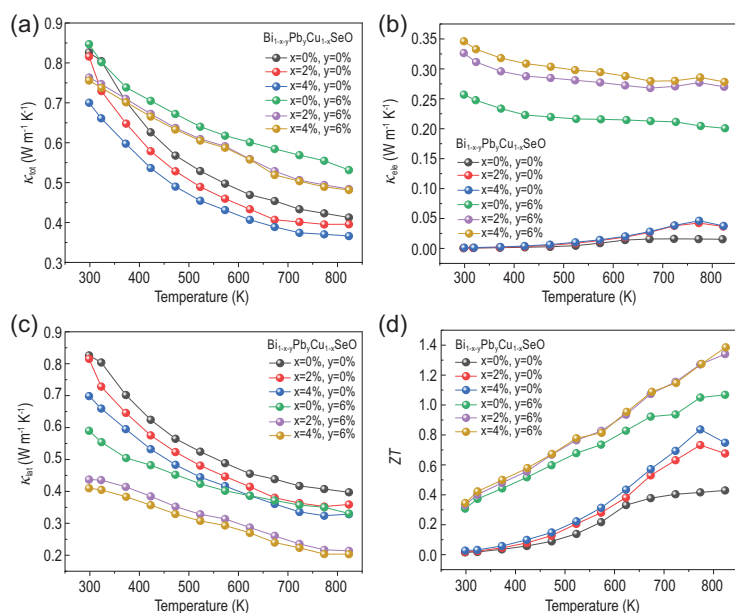 (a)
Bi1-x-yPbyCu1-xSeO
x=0%, y=0%
x=2%, y=0%
x=4%, y=0%
x=0%, y=6%
x=2%, y=6%
x=4%, y=6%
0.9
0.8
0.7
0.6
0.5
0.4
0.3
κtot (W m-1 K-1)
300 400 500 600 700 800
Temperature (K)
(b)
0.35
0.30
0.25
0.20
0.15
0.10
0.05
0.00
κele (W m-1 K-1)
Bi1-x-yPbyCu1-xSeO
x=0%, y=0%
x=2%, y=0%
x=4%, y=0%
x=0%, y=6%
x=2%, y=6%
x=4%, y=6%
300 400 500 600 700 800
Temperature (K)
(c)
Bi1-x-yPbyCu1-xSeO
x=0%, y=0%
x=2%, y=0%
x=4%, y=0%
x=0%, y=6%
x=2%, y=6%
x=4%, y=6%
0.9
0.8
0.7
0.6
0.5
0.4
0.3
0.2
κlat (W m-1 K-1)
300 400 500 600 700 800
Temperature (K)
(d)
Bi1-x-yPbyCu1-xSeO
x=0%, y=0%
x=2%, y=0%
x=4%, y=0%
x=0%, y=6%
x=2%, y=6%
x=4%, y=6%
1.4
1.2
1.0
0.8
0.6
0.4
0.2
0.0
ZT
300 400 500 600 700 800
Temperature (K)